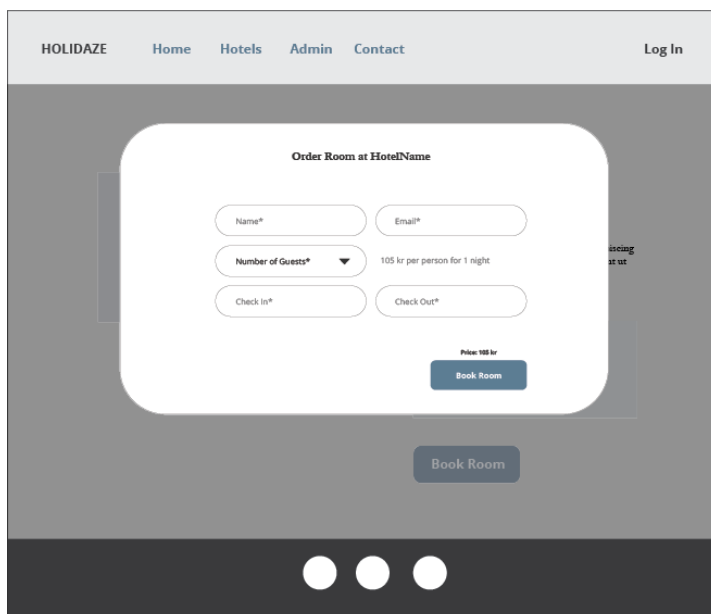 HOLIDAZE Home Hotels Admin Contact Log In
Order Room at HotelName
Name* Email*
Number of Guests* 105 kr per person for 1 night
Check In* Check Out*
Price: 105 kr
Book Room
ut
Book Room